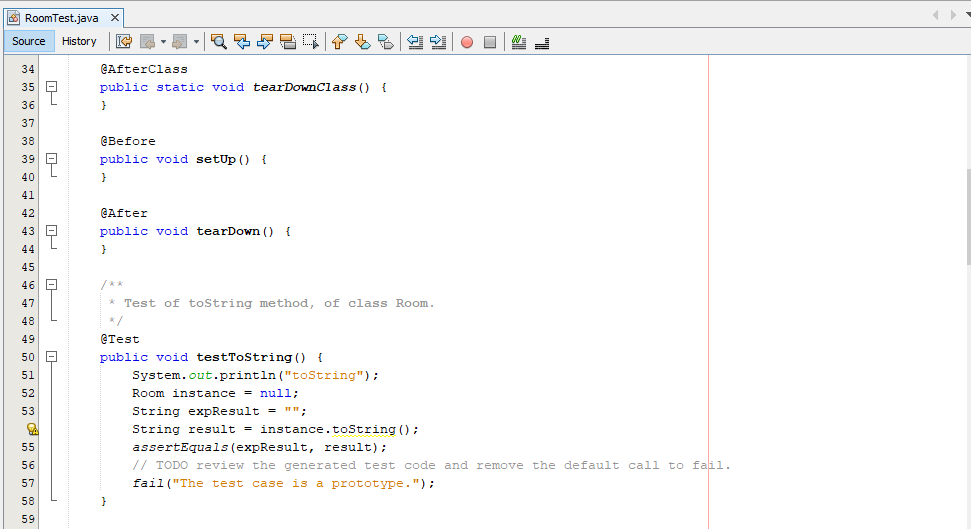 RoomTest.java
Source History
34 @AfterClass
35 public static void tearDownClass() {
36 }
37
38 @Before
39 public void setUp() {
40 }
41
42 @After
43 public void tearDown() {
44 }
45
46 /**
47 * Test of toString method, of class Room.
48 */
49 @Test
50 public void testToString() {
51 System.out.println("toString");
52 Room instance = null;
53 String expResult = "";
String result = instance.toString();
55 assertEquals(expResult, result);
56 // TODO review the generated test code and remove the default call to fail.
57 fail("The test case is a prototype.");
58 }
59